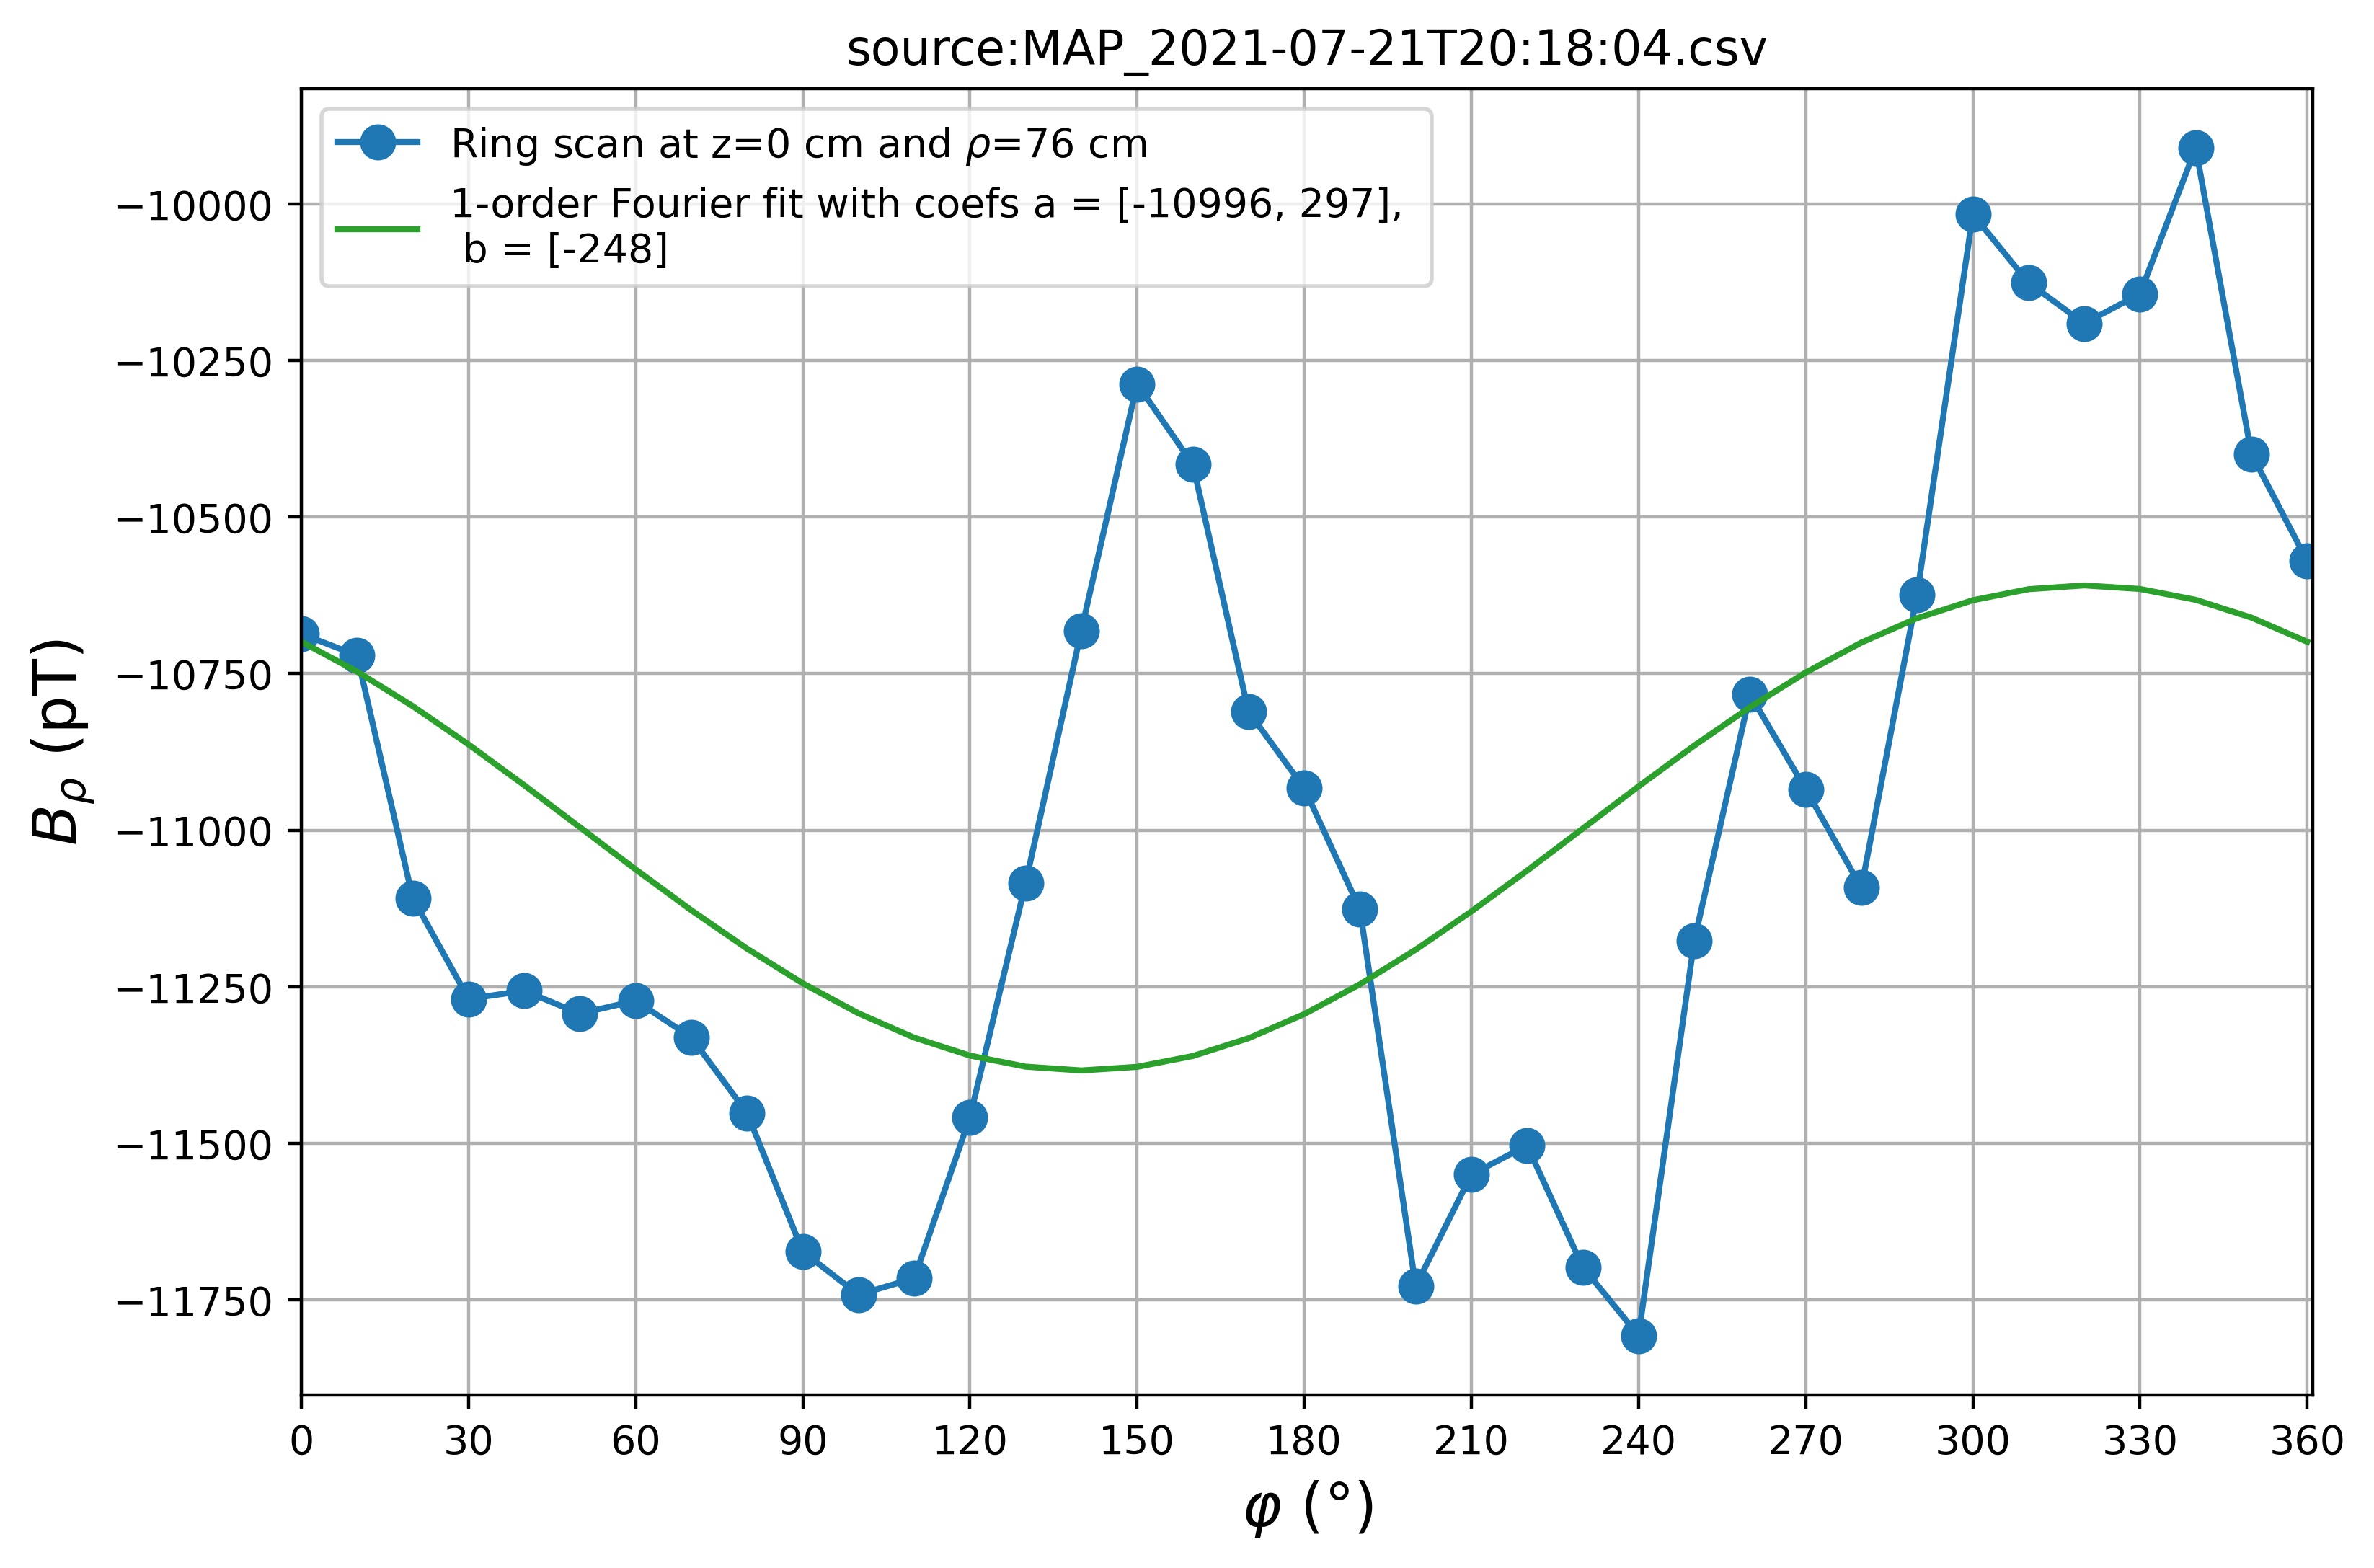 source:MAP_2021-07-21T20:18:04.csv
Ring scan at z=0 cm and ρ=76 cm
1-order Fourier fit with coefs a = [-10996, 297],
b = [-248]
−10000
−10250
−10500
−10750
−11000
−11250
−11500
−11750
Bρ (pT)
0 30 60 90 120 150 180 210 240 270 300 330 360
φ (°)